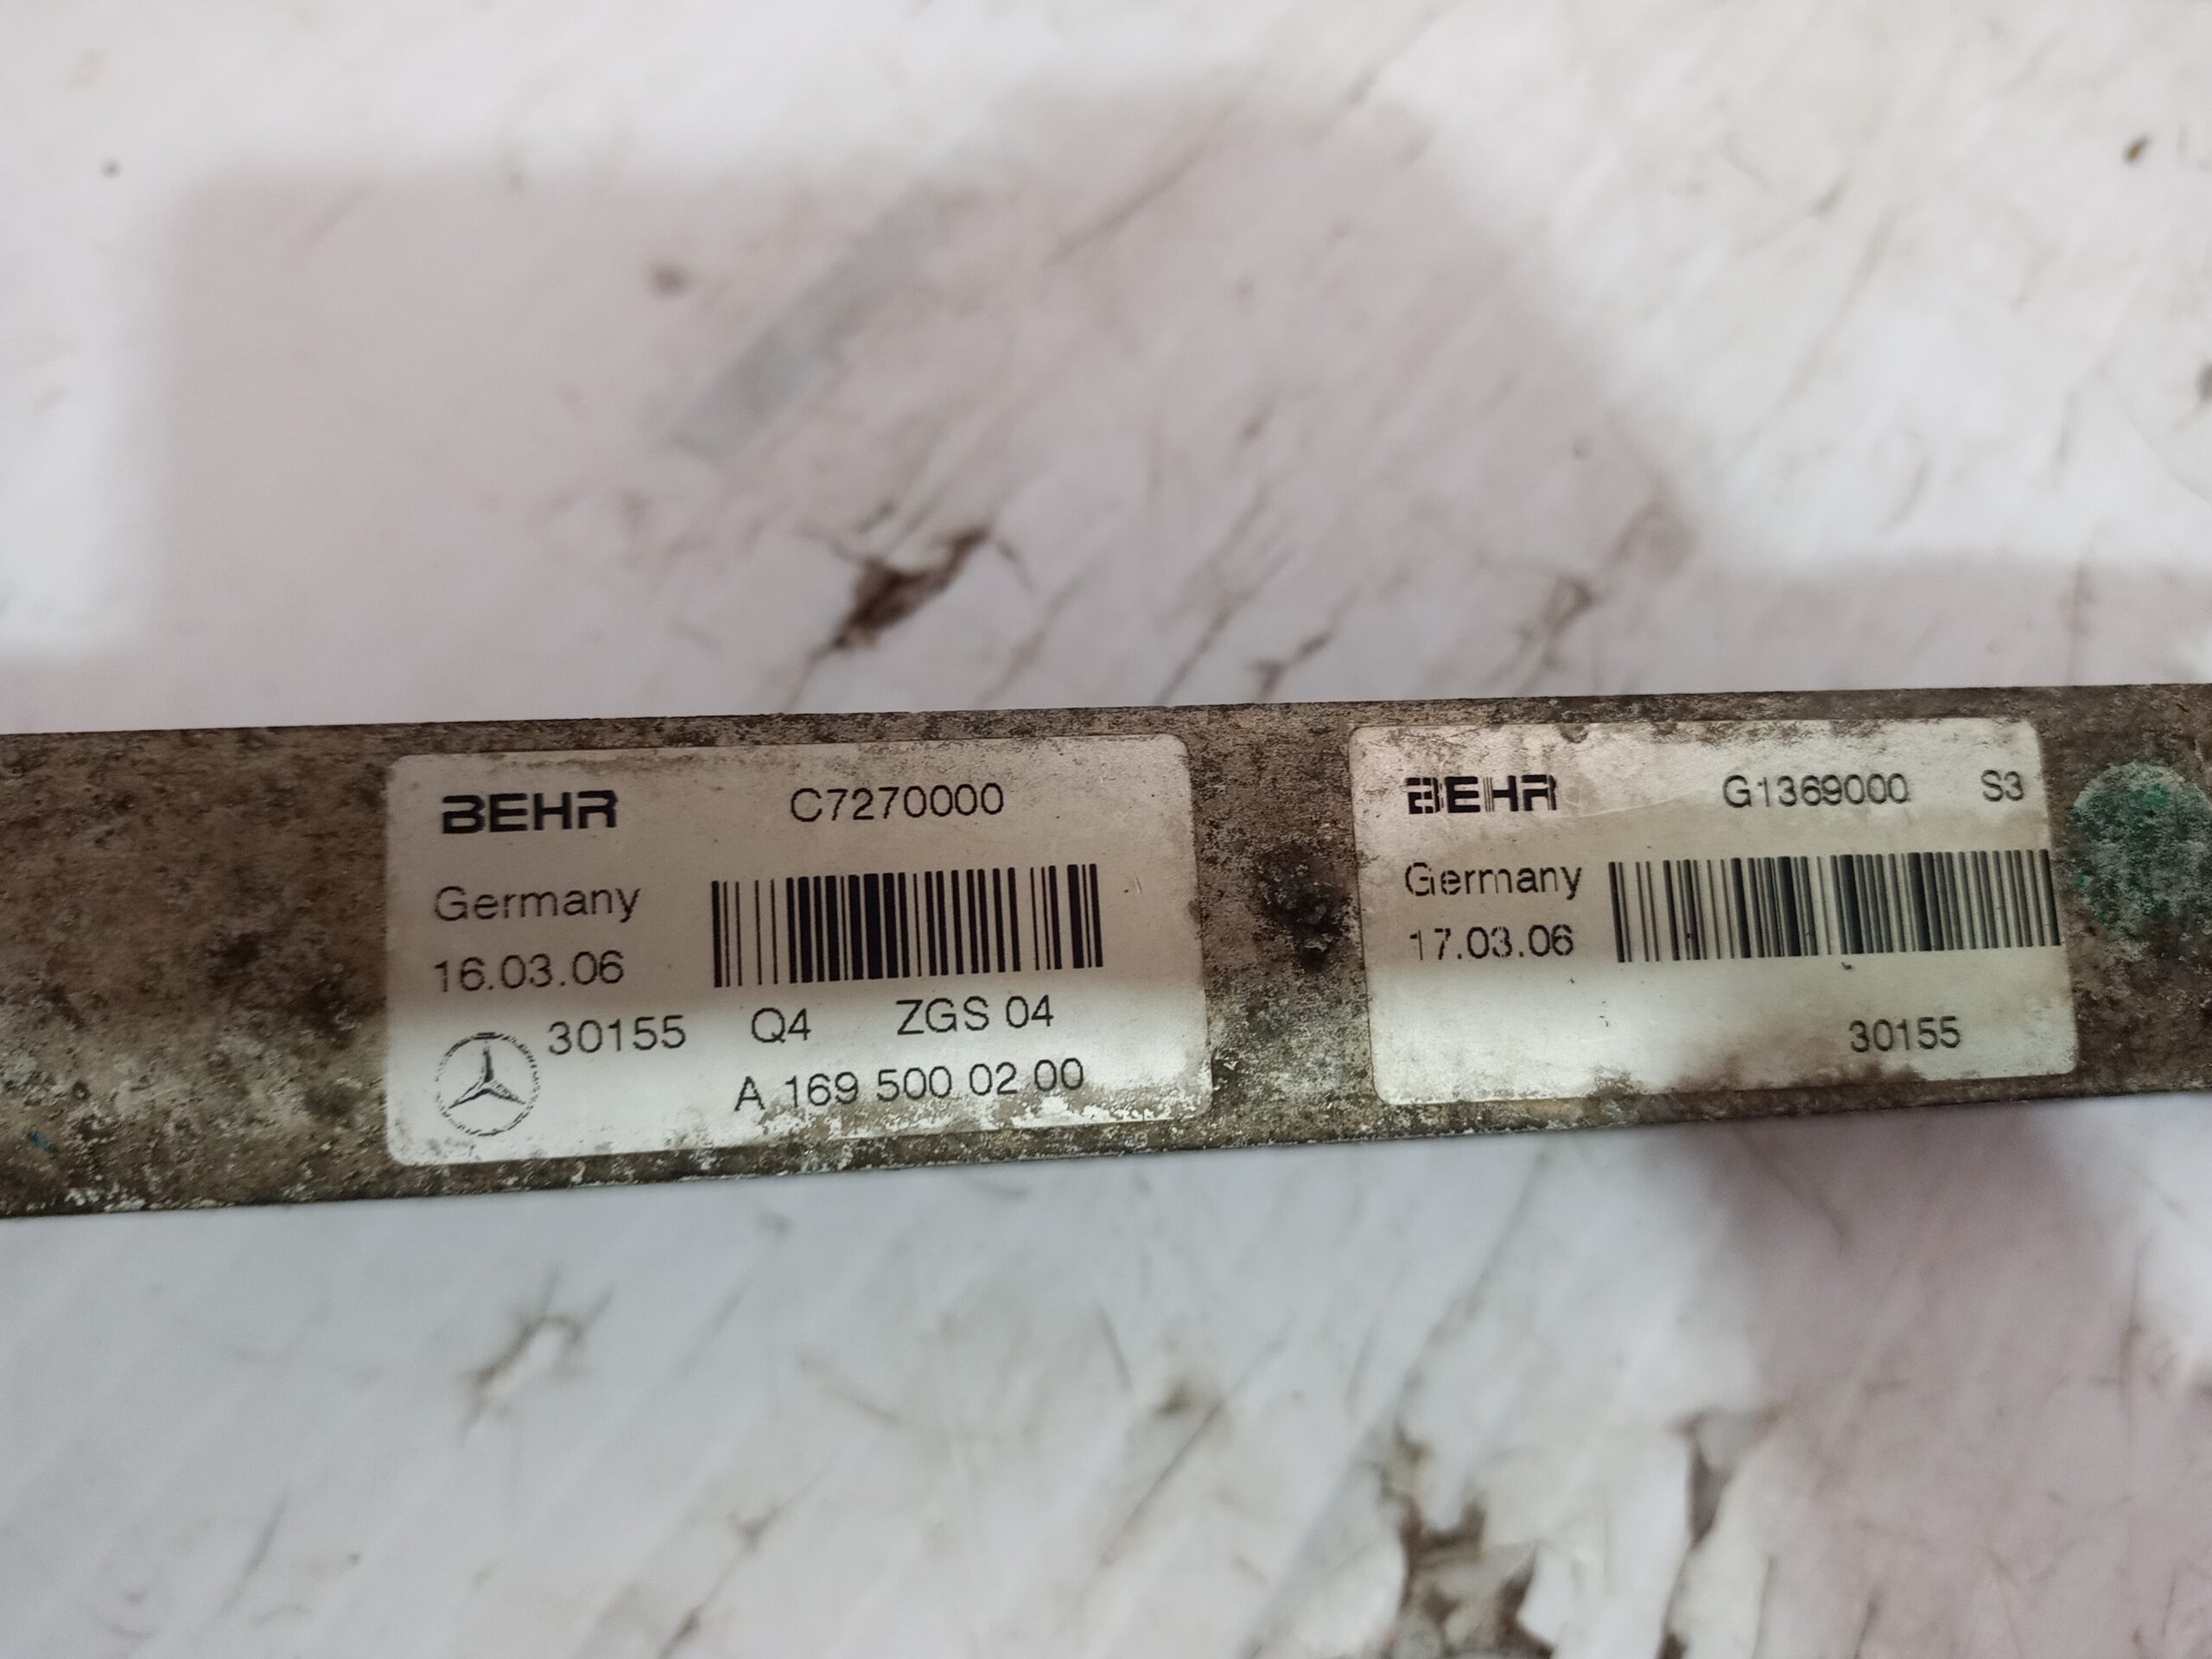 BEHR C7270000
Germany
16.03.06
30155 Q4 ZGS 04
A 169 500 02 00
BEHR G1369000 S3
Germany
17.03.06
30155